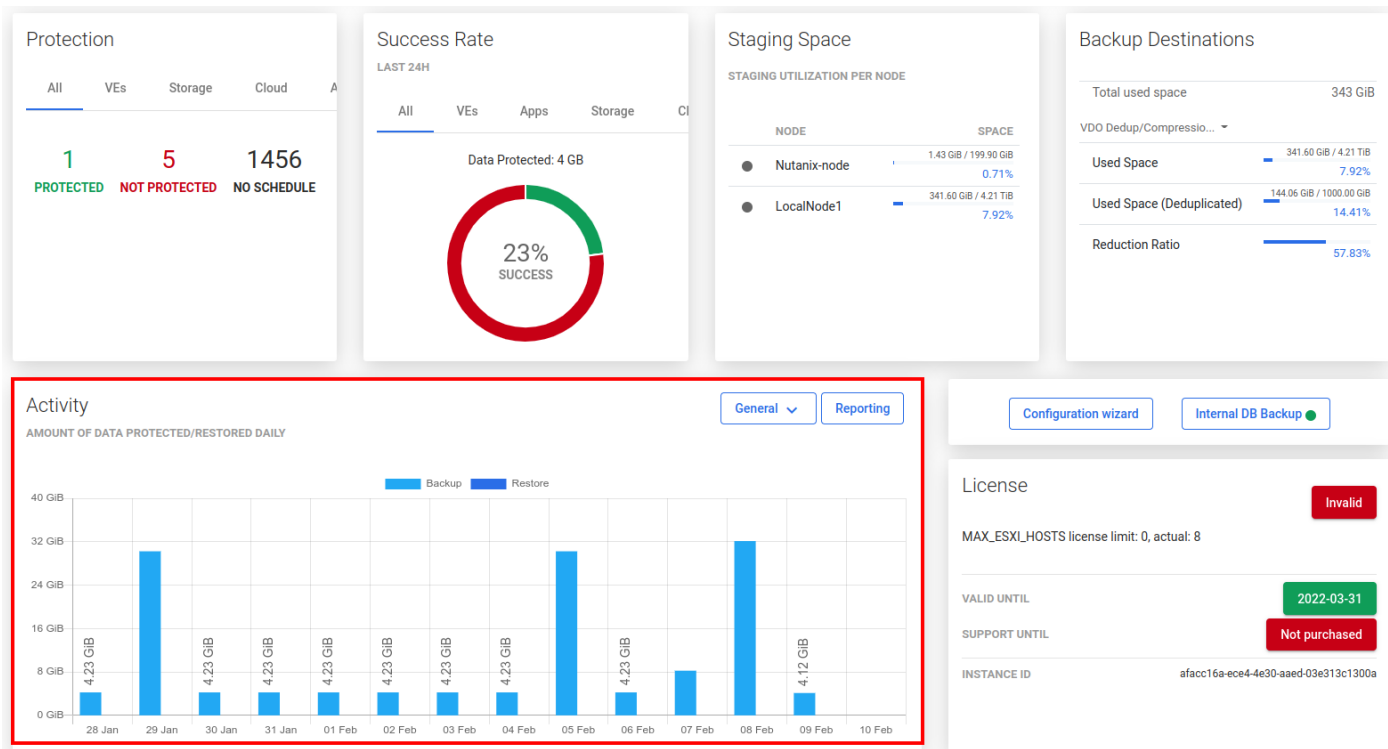 Protection
All VEs Storage Cloud
1 5 1456
PROTECTED NOT PROTECTED NO SCHEDULE
Success Rate
LAST 24H
All VEs Apps Storage
Data Protected: 4 GB
23%
SUCCESS
Staging Space
STAGING UTILIZATION PER NODE
NODE SPACE
Nutanix-node 1.43 GiB / 199.90 GiB
0.71%
LocalNode1 341.60 GiB / 4.21 TiB
7.92%
Backup Destinations
Total used space 343 GiB
VDO Dedup/Compressio...
Used Space 341.60 GiB / 4.21 TiB
7.92%
Used Space (Deduplicated) 144.06 GiB / 1000.00 GiB
14.41%
Reduction Ratio
57.83%
Activity General Reporting
AMOUNT OF DATA PROTECTED/RESTORED DAILY
Backup Restore
40 GiB
32 GiB
24 GiB
16 GiB
8 GiB
0 GiB
4.23 GiB 4.23 GiB 4.23 GiB 4.23 GiB 4.23 GiB 4.23 GiB 4.23 GiB 4.23 GiB 4.12 GiB
28 Jan 29 Jan 30 Jan 31 Jan 01 Feb 02 Feb 03 Feb 04 Feb 05 Feb 06 Feb 07 Feb 08 Feb 09 Feb 10 Feb
Configuration wizard Internal DB Backup
License
Invalid
MAX_ESXI_HOSTS license limit: 0, actual: 8
VALID UNTIL 2022-03-31
SUPPORT UNTIL Not purchased
INSTANCE ID afacc16a-ece4-4e30-aaed-03e313c1300a